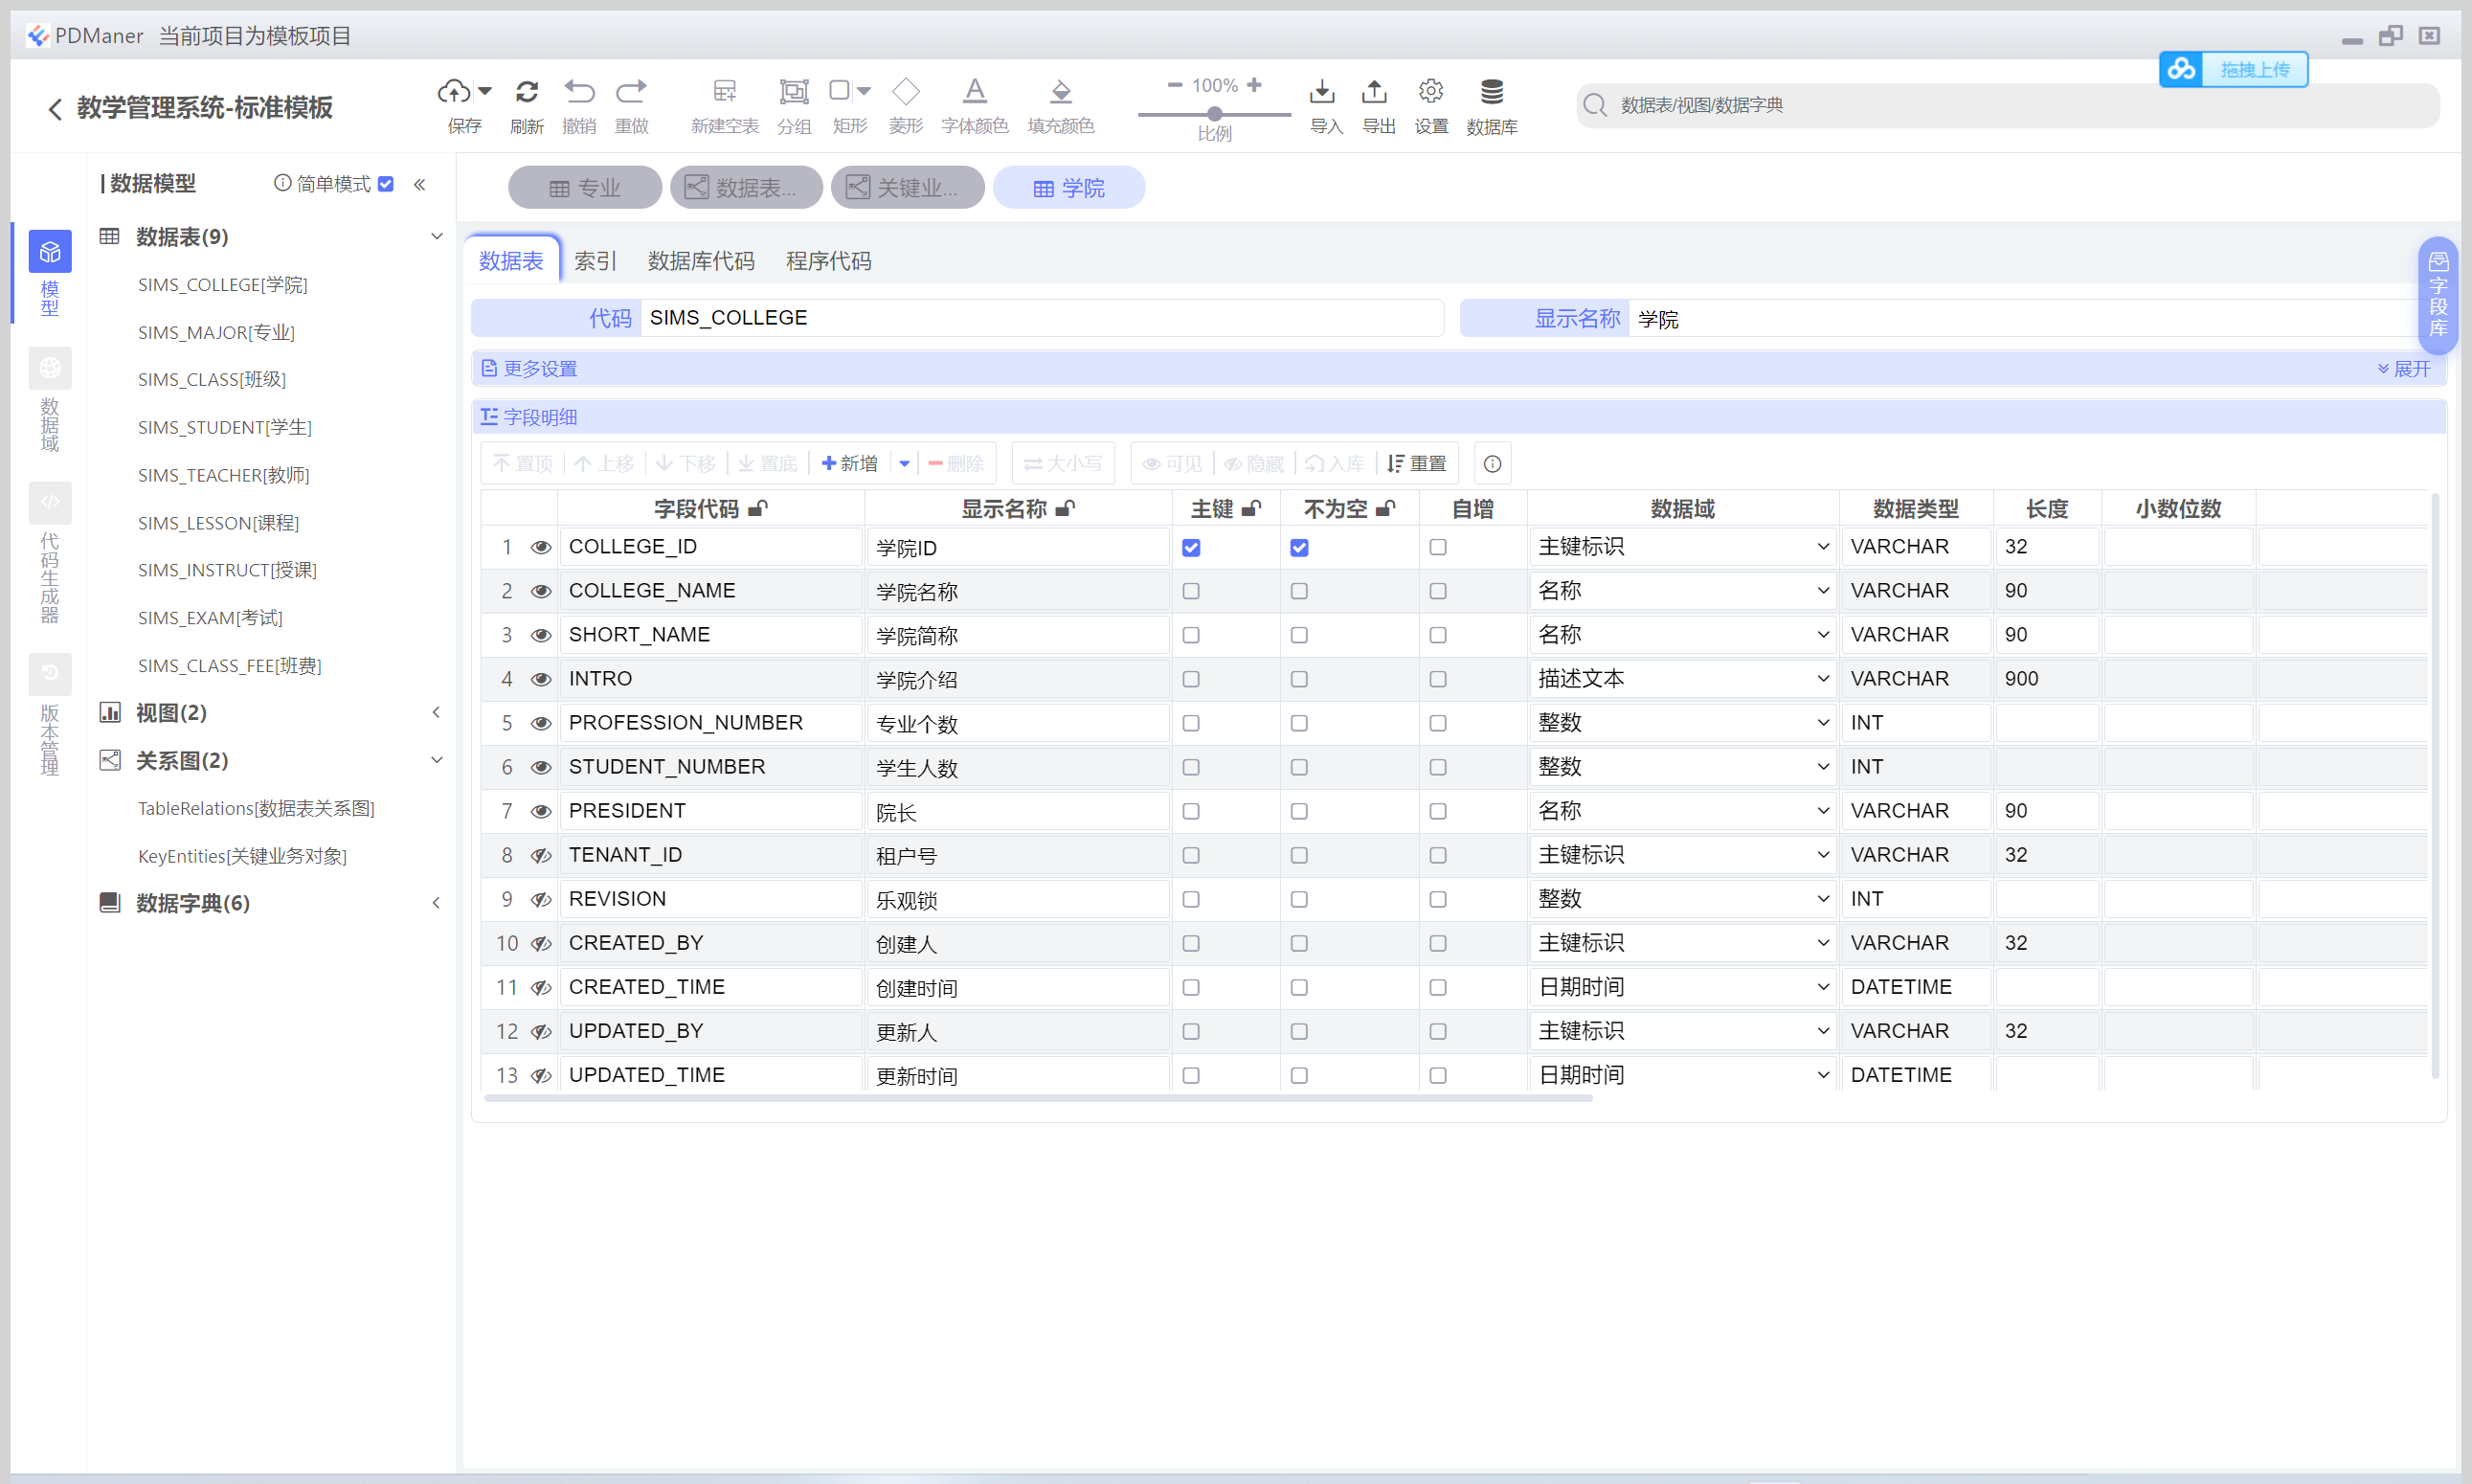 PDManer 当前项目为模板项目
拖拽上传
教学管理系统-标准模板
保存 刷新 撤销 重做 新建空表 分组 矩形 菱形 字体颜色 填充颜色 100% 比例 导入 导出 设置 数据库
数据表/视图/数据字典
模型
数据域
代码生成器
版本管理
数据模型 简单模式
数据表(9)
SIMS_COLLEGE[学院]
SIMS_MAJOR[专业]
SIMS_CLASS[班级]
SIMS_STUDENT[学生]
SIMS_TEACHER[教师]
SIMS_LESSON[课程]
SIMS_INSTRUCT[授课]
SIMS_EXAM[考试]
SIMS_CLASS_FEE[班费]
视图(2)
关系图(2)
TableRelations[数据表关系图]
KeyEntities[关键业务对象]
数据字典(6)
专业 数据表... 关键业... 学院
数据表 索引 数据库代码 程序代码
代码 SIMS_COLLEGE 显示名称 学院
字段库
更多设置 展开
字段明细
置顶 上移 下移 置底 新增 删除 大小写 可见 隐藏 入库 重置
字段代码 显示名称 主键 不为空 自增 数据域 数据类型 长度 小数位数
1 COLLEGE_ID 学院ID 主键标识 VARCHAR 32
2 COLLEGE_NAME 学院名称 名称 VARCHAR 90
3 SHORT_NAME 学院简称 名称 VARCHAR 90
4 INTRO 学院介绍 描述文本 VARCHAR 900
5 PROFESSION_NUMBER 专业个数 整数 INT
6 STUDENT_NUMBER 学生人数 整数 INT
7 PRESIDENT 院长 名称 VARCHAR 90
8 TENANT_ID 租户号 主键标识 VARCHAR 32
9 REVISION 乐观锁 整数 INT
10 CREATED_BY 创建人 主键标识 VARCHAR 32
11 CREATED_TIME 创建时间 日期时间 DATETIME
12 UPDATED_BY 更新人 主键标识 VARCHAR 32
13 UPDATED_TIME 更新时间 日期时间 DATETIME